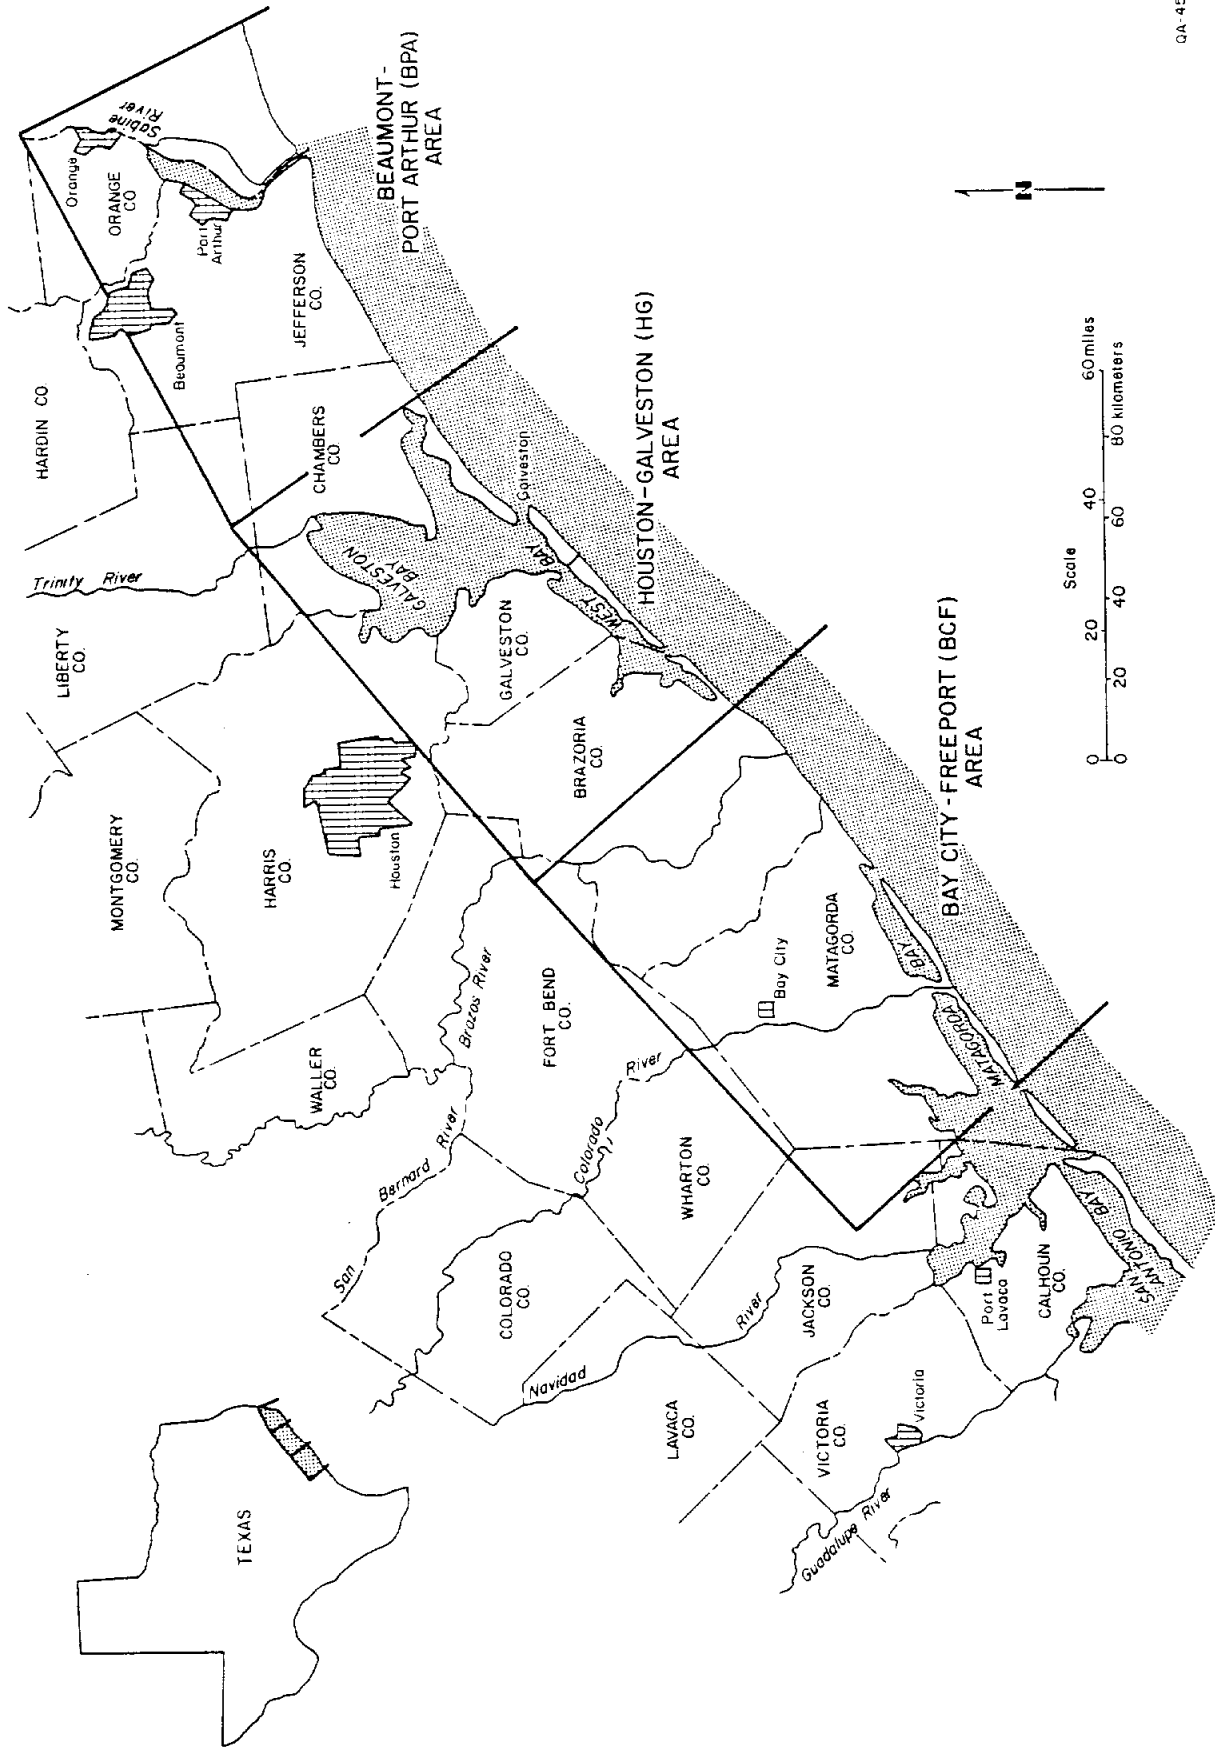 QA-45
Sabine
River
Orange
ORANGE
CO
Port
Arthur
BEAUMONT-
PORT ARTHUR (BPA)
AREA
HARDIN CO
Beaumont
JEFFERSON
CO.
N
CHAMBERS
CO.
Trinity River
LIBERTY
CO.
GALVESTON
BAY
Galveston
WEST
BAY
HOUSTON-GALVESTON (HG)
AREA
GALVESTON
CO.
MONTGOMERY
CO.
HARRIS
CO.
Houston
BRAZORIA
CO.
Scale
0 20 40 60 miles
0 20 40 60 80 kilometers
BAY CITY-FREEPORT (BCF)
AREA
WALLER
CO.
Brazos River
FORT BEND
CO.
MATAGORDA
CO.
Bay City
MATAGORDA
BAY
San
Bernard
River
Colorado
River
WHARTON
CO.
COLORADO
CO.
Navidad
River
JACKSON
CO.
Port
Lavaca
CALHOUN
CO.
SAN ANTONIO BAY
LAVACA
CO.
VICTORIA
CO.
Victoria
Guadalupe River
TEXAS